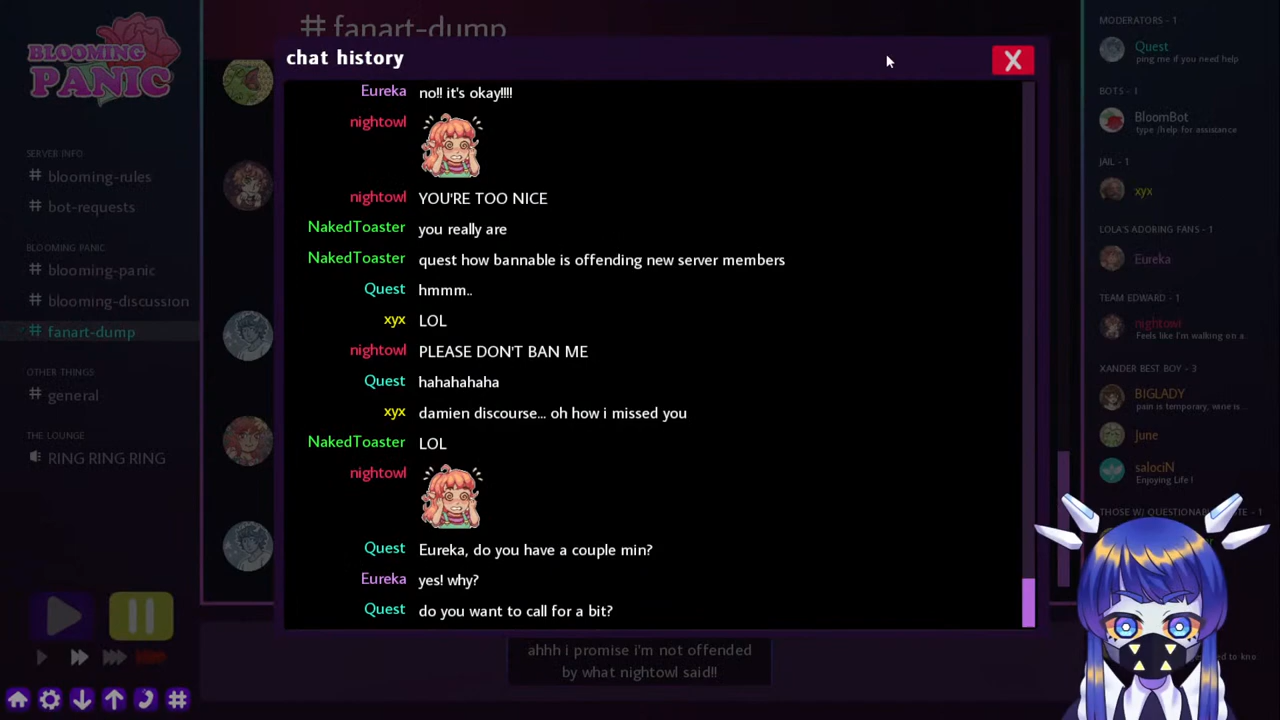 BLOOMING
PANIC
# fanart-dump
chat history
X
SERVER INFO
# blooming-rules
# bot-requests
BLOOMING PANIC
# blooming-panic
# blooming-discussion
# fanart-dump
OTHER THINGS
# general
THE LOUNGE
RING RING RING
Eureka no!! it's okay!!!!
nightowl
nightowl YOU'RE TOO NICE
NakedToaster you really are
NakedToaster quest how bannable is offending new server members
Quest hmmm..
xyx LOL
nightowl PLEASE DON'T BAN ME
Quest hahahahaha
xyx damien discourse... oh how i missed you
NakedToaster LOL
nightowl
Quest Eureka, do you have a couple min?
Eureka yes! why?
Quest do you want to call for a bit?
ahhh i promise i'm not offended
by what nightowl said!!
MODERATORS - 1
Quest
ping me if you need help
BOTS - 1
BloomBot
type /help for assistance
JAIL - 1
xyx
LOLA'S ADORING FANS - 1
Eureka
TEAM EDWARD - 1
nightowl
Feels like I'm walking on a..
XANDER BEST BOY - 3
BIGLADY
pain is temporary, wine is...
June
salociN
Enjoying Life !
THOSE W/ QUESTIONABLE